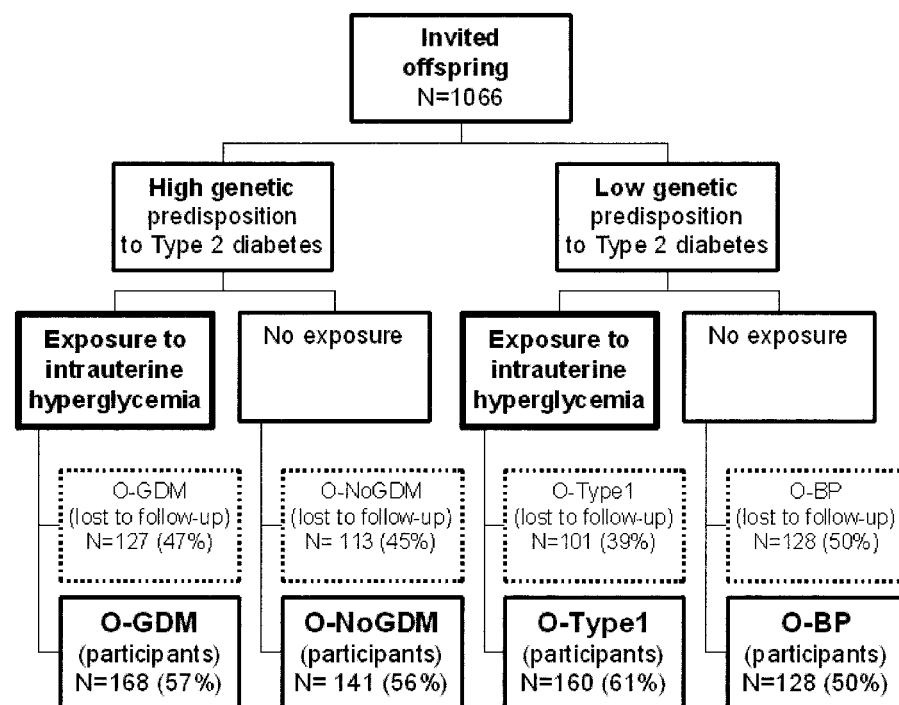 Invited
offspring
N=1066
High genetic
predisposition
to Type 2 diabetes
Low genetic
predisposition
to Type 2 diabetes
Exposure to
intrauterine
hyperglycemia
No exposure
Exposure to
intrauterine
hyperglycemia
No exposure
O-GDM
(lost to follow-up)
N=127 (47%)
O-NoGDM
(lost to follow-up)
N= 113 (45%)
O-Type1
(lost to follow-up)
N=101 (39%)
O-BP
(lost to follow-up)
N=128 (50%)
O-GDM
(participants)
N=168 (57%)
O-NoGDM
(participants)
N= 141 (56%)
O-Type1
(participants)
N=160 (61%)
O-BP
(participants)
N=128 (50%)